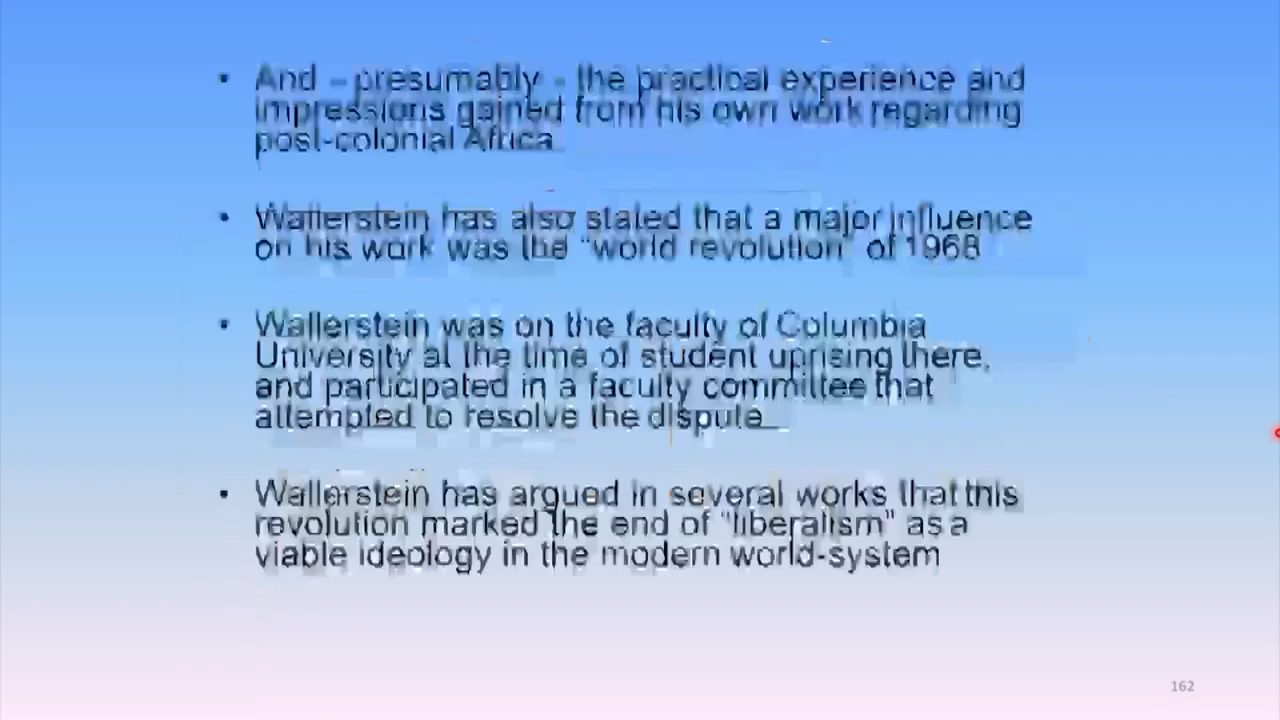 • And – presumably - the practical experience and
impressions gained from his own work regarding
post-colonial Africa.
• Wallerstein has also stated that a major influence
on his work was the "world revolution" of 1968
• Wallerstein was on the faculty of Columbia
University at the time of student uprising there,
and participated in a faculty committee that
attempted to resolve the dispute
• Wallerstein has argued in several works that this
revolution marked the end of "liberalism" as a
viable ideology in the modern world-system
162